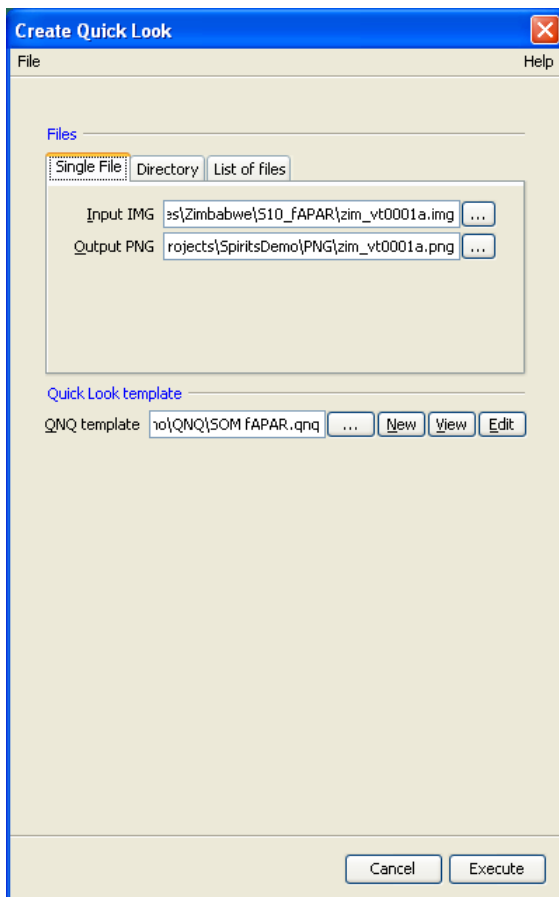 Create Quick Look
File Help
Files
Single File Directory List of files
Input IMG es\Zimbabwe\S10_fAPAR\zim_vt0001a.img ...
Output PNG rojects\SpiritsDemo\PNG\zim_vt0001a.png ...
Quick Look template
QNQ template no\QNQ\SOM fAPAR.qnq ... New View Edit
Cancel Execute